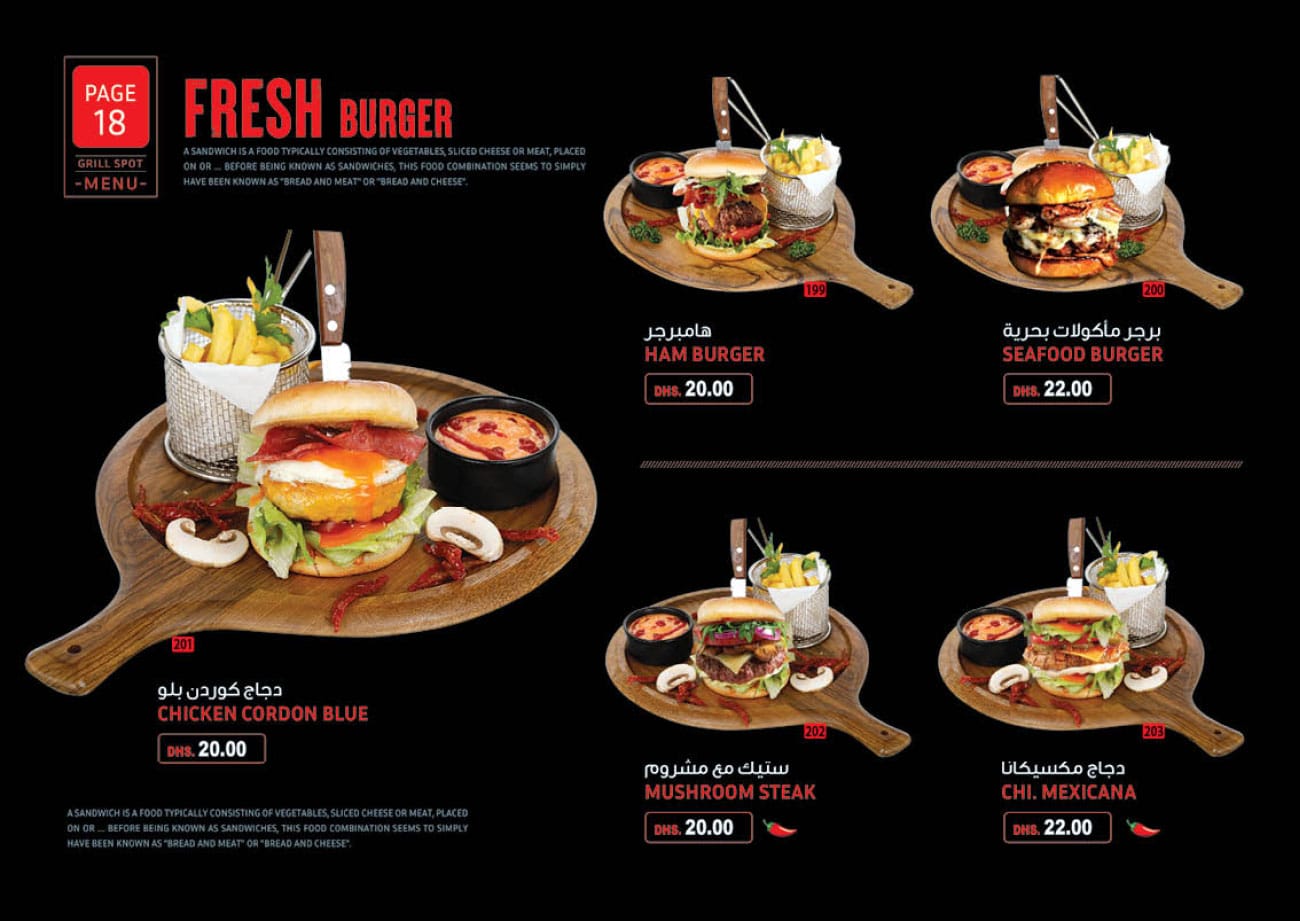 PAGE
18
GRILL SPOT
-MENU-
FRESH BURGER
A SANDWICH IS A FOOD TYPICALLY CONSISTING OF VEGETABLES, SLICED CHEESE OR MEAT, PLACED
ON OR ... BEFORE BEING KNOWN AS SANDWICHES, THIS FOOD COMBINATION SEEMS TO SIMPLY
HAVE BEEN KNOWN AS "BREAD AND MEAT" OR "BREAD AND CHEESE".
199
هامبرجر
HAM BURGER
DHS. 20.00
200
برجر مأكولات بحرية
SEAFOOD BURGER
DHS. 22.00
201
دجاج كوردن بلو
CHICKEN CORDON BLUE
DHS. 20.00
A SANDWICH IS A FOOD TYPICALLY CONSISTING OF VEGETABLES, SLICED CHEESE OR MEAT, PLACED
ON OR ... BEFORE BEING KNOWN AS SANDWICHES, THIS FOOD COMBINATION SEEMS TO SIMPLY
HAVE BEEN KNOWN AS "BREAD AND MEAT" OR "BREAD AND CHEESE".
202
ستيك مع مشروم
MUSHROOM STEAK
DHS. 20.00
203
دجاج مكسيكانا
CHI. MEXICANA
DHS. 22.00